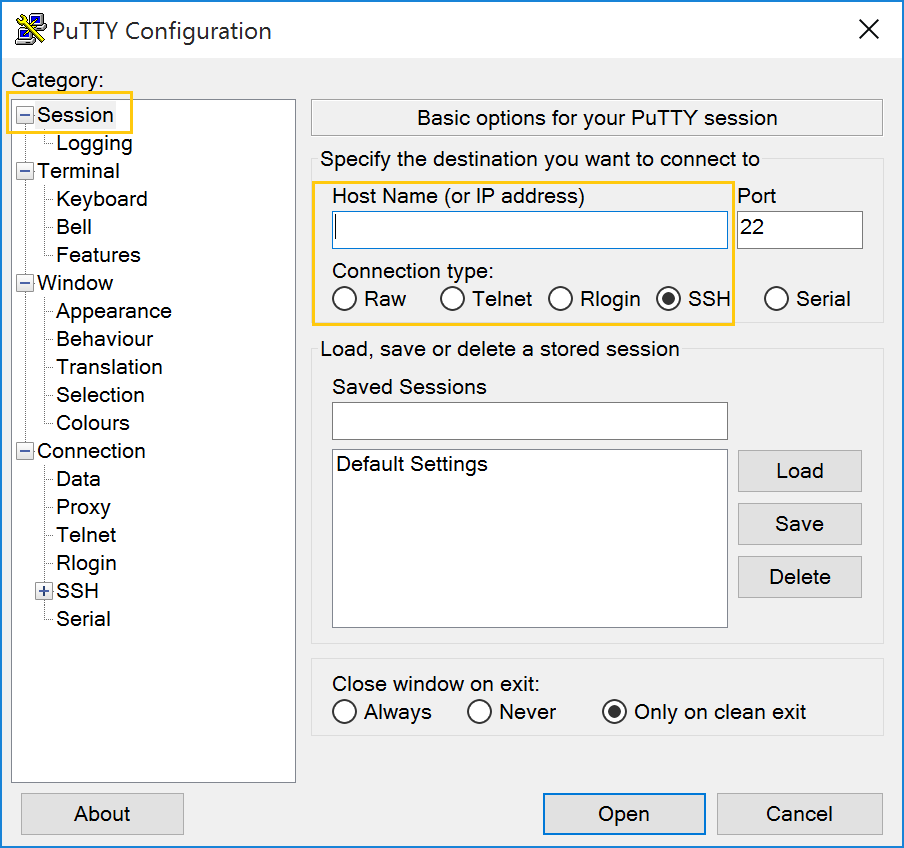 PuTTY Configuration
Category:
Session
Logging
Terminal
Keyboard
Bell
Features
Window
Appearance
Behaviour
Translation
Selection
Colours
Connection
Data
Proxy
Telnet
Rlogin
SSH
Serial
Basic options for your PuTTY session
Specify the destination you want to connect to
Host Name (or IP address) Port
22
Connection type:
Raw Telnet Rlogin SSH Serial
Load, save or delete a stored session
Saved Sessions
Default Settings
Load
Save
Delete
Close window on exit:
Always Never Only on clean exit
About Open Cancel